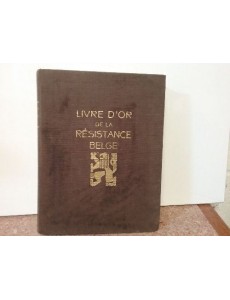 LIVRE D'OR
DE LA
RÉSISTANCE
BELGE